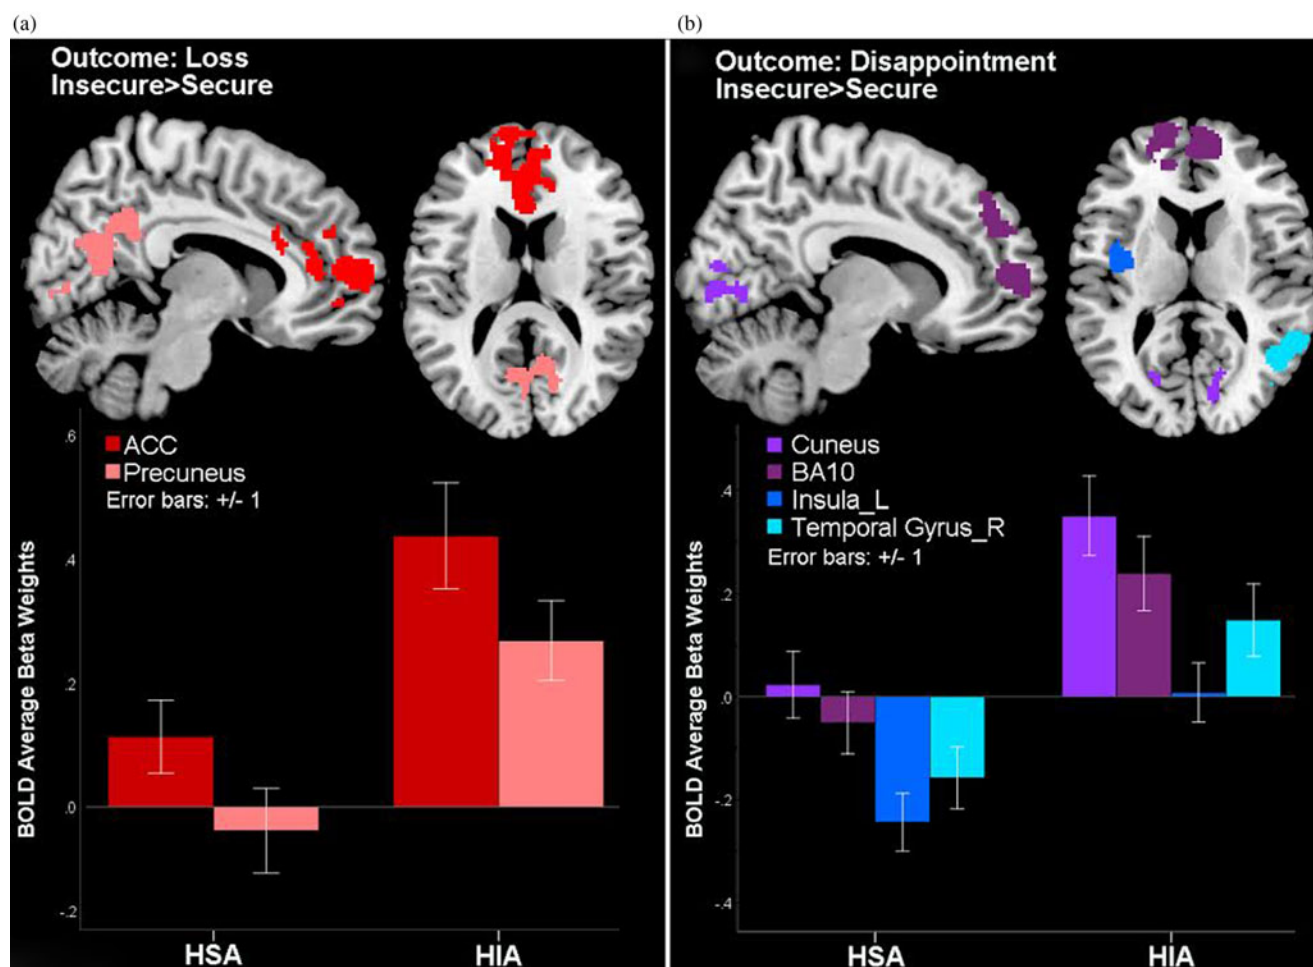 (a)
Outcome: Loss
Insecure>Secure
.6
ACC
Precuneus
Error bars: +/- 1
.4
.2
.0
-.2
BOLD Average Beta Weights
HSA
HIA
(b)
Outcome: Disappointment
Insecure>Secure
Cuneus
BA10
Insula_L
Temporal Gyrus_R
Error bars: +/- 1
.4
.2
.0
-.2
-.4
BOLD Average Beta Weights
HSA
HIA